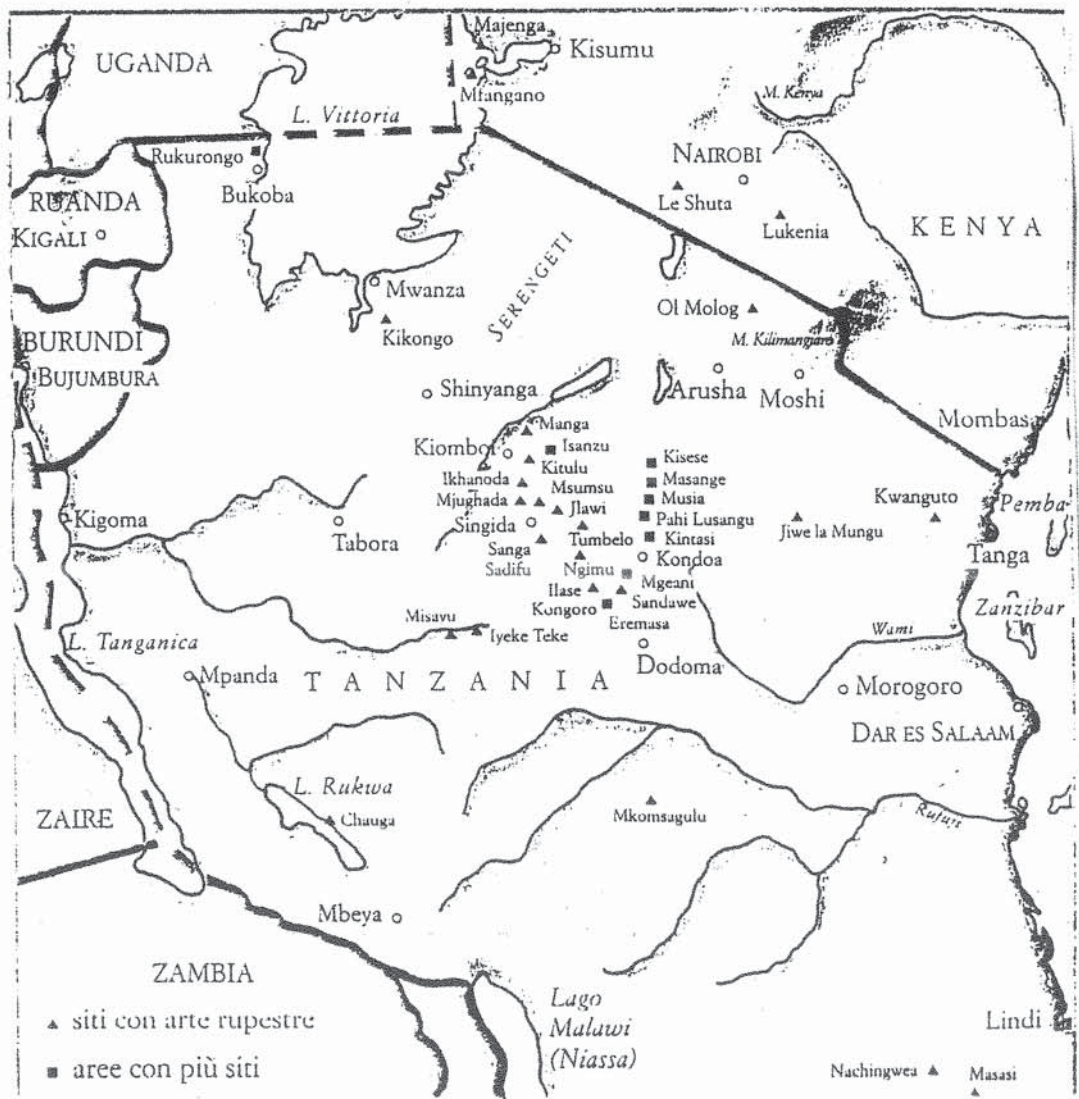 Majenga
Kisumu
UGANDA
M. Kenya
Mfangano
L. Vittoria
Rukurongo
NAIROBI
Bukoba
RUANDA
Le Shuta
KIGALI
Lukenia
KENYA
SERENGETI
Mwanza
Ol Molog
Kikongo
M. Kilimangiaro
BURUNDI
BUJUMBURA
Shinyanga
Arusha
Moshi
Mombasa
Manga
Kiomboi
Isanzu
Kisese
Kitulu
Ikhanoda
Masange
Msumsu
Mjughada
Musia
Kwanguto
Pemba
Jlawi
Kigoma
Singida
Pahi Lusangu
Jiwe la Mungu
Tabora
Tumbelo
Kintasi
Sanga
Kondoa
Tanga
Sadifu
Ngimu
Mgeani
Ilase
Sandawe
Zanzibar
Kongoro
Misavu
Eremasa
Iyeke Teke
Wami
L. Tanganica
Dodoma
Mpanda
TANZANIA
Morogoro
DAR ES SALAAM
L. Rukwa
ZAIRE
Chauga
Mkomsagulu
Rufuji
Mbeya
ZAMBIA
Lago
Malawi
(Niassa)
▲ siti con arte rupestre
Lindi
■ aree con più siti
Nachingwea
Masasi